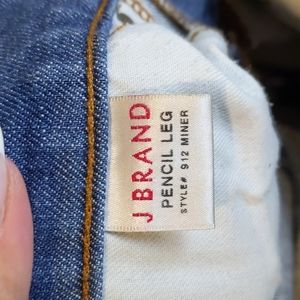 J BRAND
PENCIL LEG
STYLE# 912 MINER